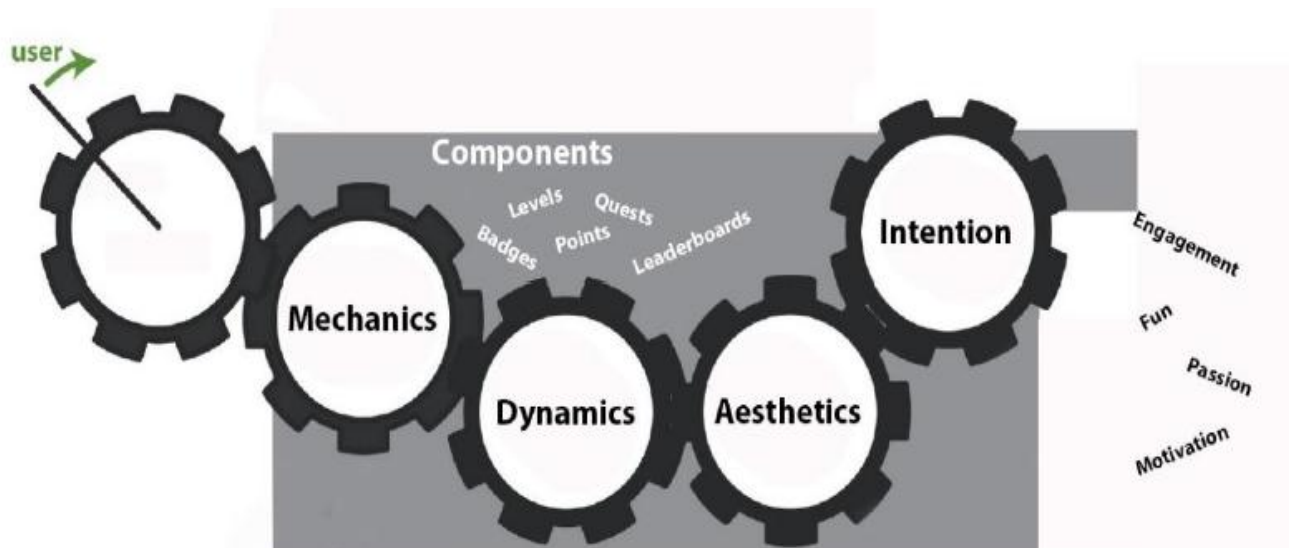 user
Components
Levels
Quests
Badges
Points
Leaderboards
Mechanics
Dynamics
Aesthetics
Intention
Engagement
Fun
Passion
Motivation